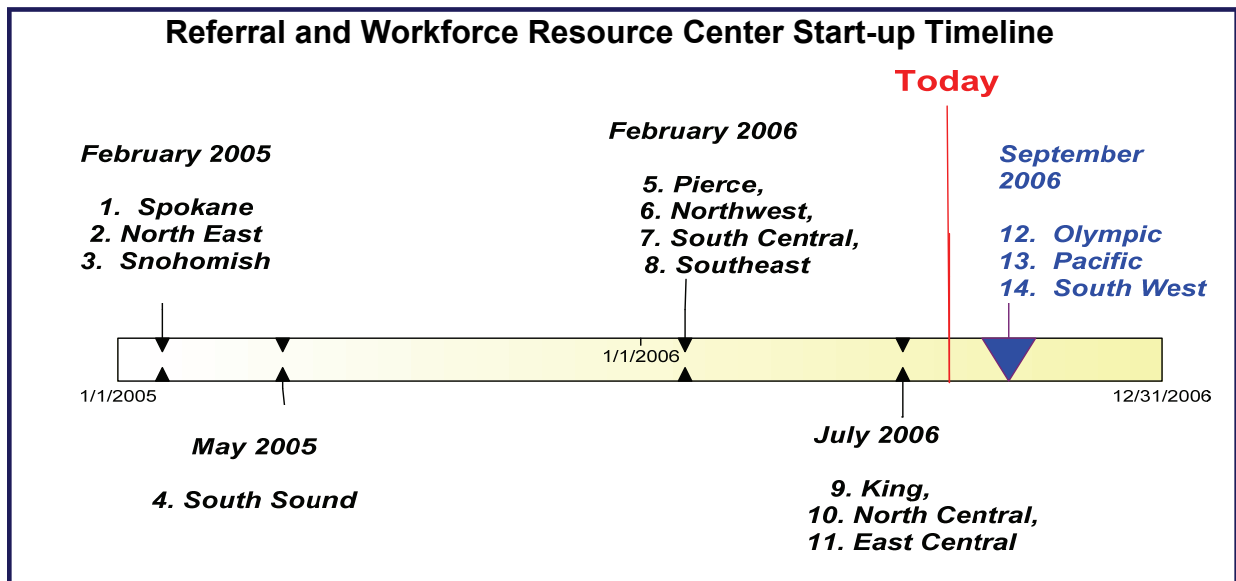 Referral and Workforce Resource Center Start-up Timeline
Today
February 2005
1. Spokane
2. North East
3. Snohomish
February 2006
5. Pierce,
6. Northwest,
7. South Central,
8. Southeast
September
2006
12. Olympic
13. Pacific
14. South West
1/1/2005
1/1/2006
12/31/2006
May 2005
4. South Sound
July 2006
9. King,
10. North Central,
11. East Central